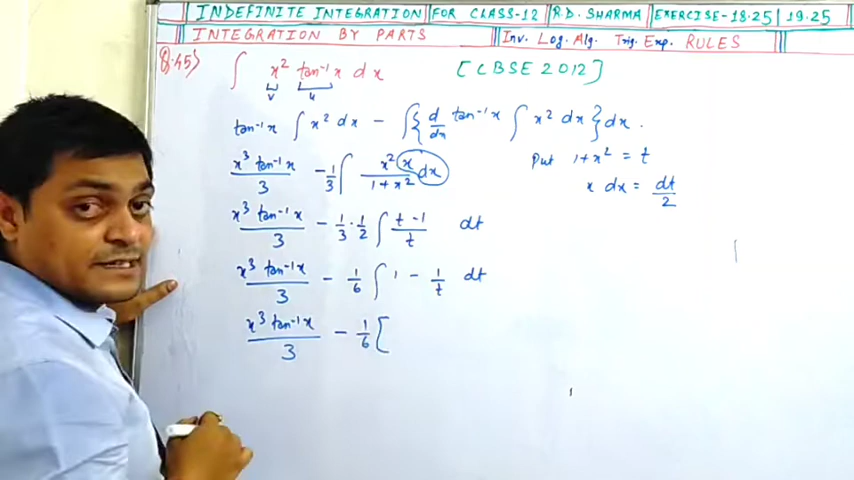 INDEFINITE INTEGRATION FOR CLASS-12 R.D. SHARMA EXERCISE-18.25 | 19.25
INTEGRATION BY PARTS Inv. Log. Alg. Trig. Exp. RULES
Q.45) ∫ x² tan⁻¹x dx [CBSE 2012]
v u
tan⁻¹x ∫ x² dx − ∫{d/dx tan⁻¹x ∫ x² dx}dx.
x³ tan⁻¹x/3 − 1/3 ∫ x² x/1+x² dx Put 1+x² = t
x dx = dt/2
x³ tan⁻¹x/3 − 1/3 · 1/2 ∫ t−1/t dt
x³ tan⁻¹x/3 − 1/6 ∫ 1 − 1/t dt
x³ tan⁻¹x/3 − 1/6 [